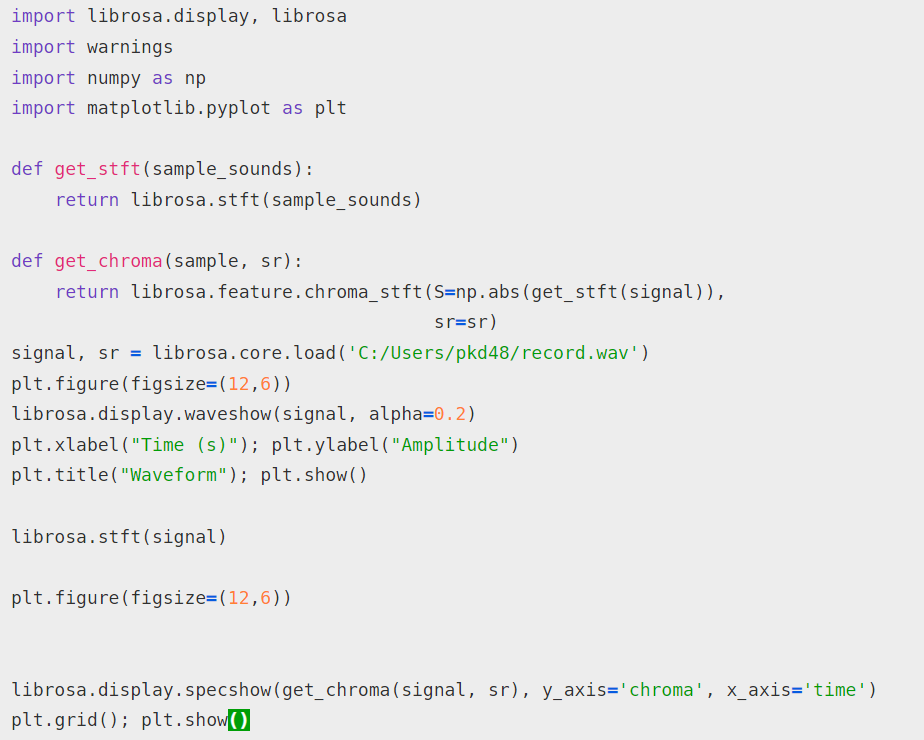 import librosa.display, librosa
import warnings
import numpy as np
import matplotlib.pyplot as plt
def get_stft(sample_sounds):
    return librosa.stft(sample_sounds)
def get_chroma(sample, sr):
    return librosa.feature.chroma_stft(S=np.abs(get_stft(signal)),
                                       sr=sr)
signal, sr = librosa.core.load('C:/Users/pkd48/record.wav')
plt.figure(figsize=(12,6))
librosa.display.waveshow(signal, alpha=0.2)
plt.xlabel("Time (s)"); plt.ylabel("Amplitude")
plt.title("Waveform"); plt.show()
librosa.stft(signal)
plt.figure(figsize=(12,6))
librosa.display.specshow(get_chroma(signal, sr), y_axis='chroma', x_axis='time')
plt.grid(); plt.show()